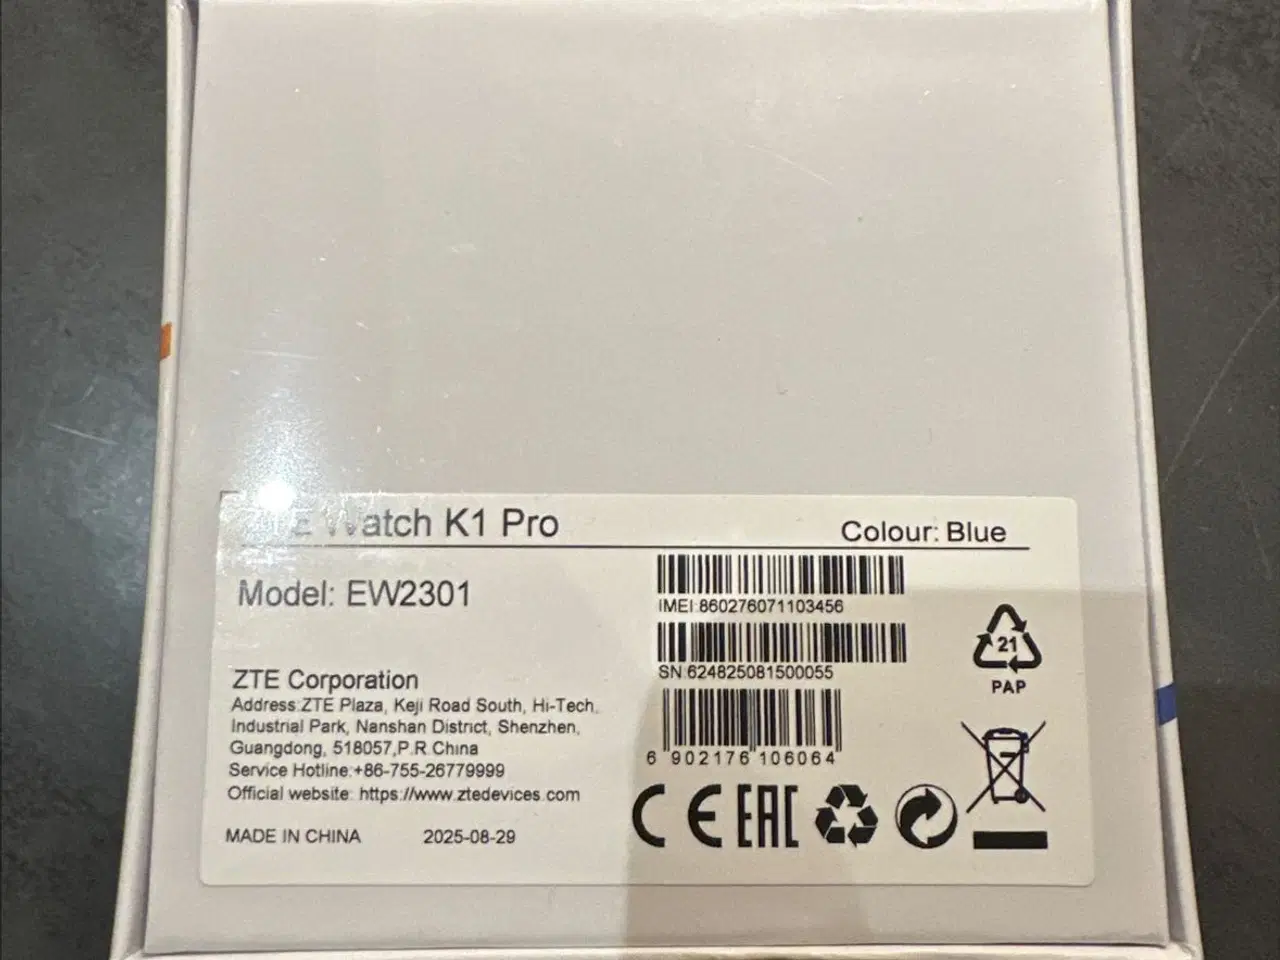 Watch K1 Pro
Colour: Blue
Model: EW2301
IMEI:860276071103456
SN 624825081500055
6 902176 106064
ZTE Corporation
Address:ZTE Plaza, Keji Road South, Hi-Tech.
Industrial Park, Nanshan District, Shenzhen,
Guangdong, 518057,P.R.China
Service Hotline:+86-755-26779999
Official website: https://www.ztedevices.com
MADE IN CHINA
2025-08-29
21
PAP
CE
EAC